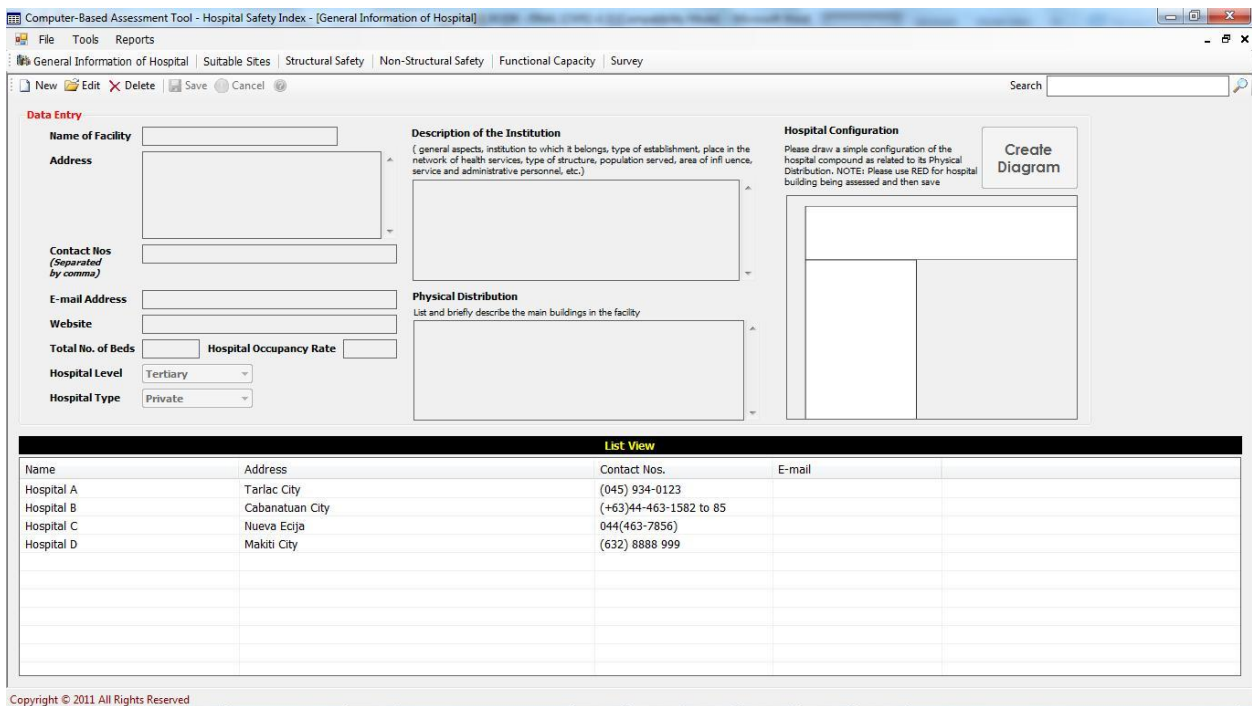 Computer-Based Assessment Tool - Hospital Safety Index - [General Information of Hospital]
File Tools Reports
General Information of Hospital Suitable Sites Structural Safety Non-Structural Safety Functional Capacity Survey
New Edit Delete Save Cancel Search
Data Entry
Name of Facility
Address
Contact Nos
(Separated
by comma)
E-mail Address
Website
Total No. of Beds Hospital Occupancy Rate
Hospital Level Tertiary
Hospital Type Private
Description of the Institution
( general aspects, institution to which it belongs, type of establishment, place in the
network of health services, type of structure, population served, area of infl uence,
service and administrative personnel, etc.)
Physical Distribution
List and briefly describe the main buildings in the facility
Hospital Configuration
Please draw a simple configuration of the
hospital compound as related to its Physical
Distribution. NOTE: Please use RED for hospital
building being assessed and then save
Create
Diagram
List View
Name Address Contact Nos. E-mail
Hospital A Tarlac City (045) 934-0123
Hospital B Cabanatuan City (+63)44-463-1582 to 85
Hospital C Nueva Ecija 044(463-7856)
Hospital D Makiti City (632) 8888 999
Copyright © 2011 All Rights Reserved